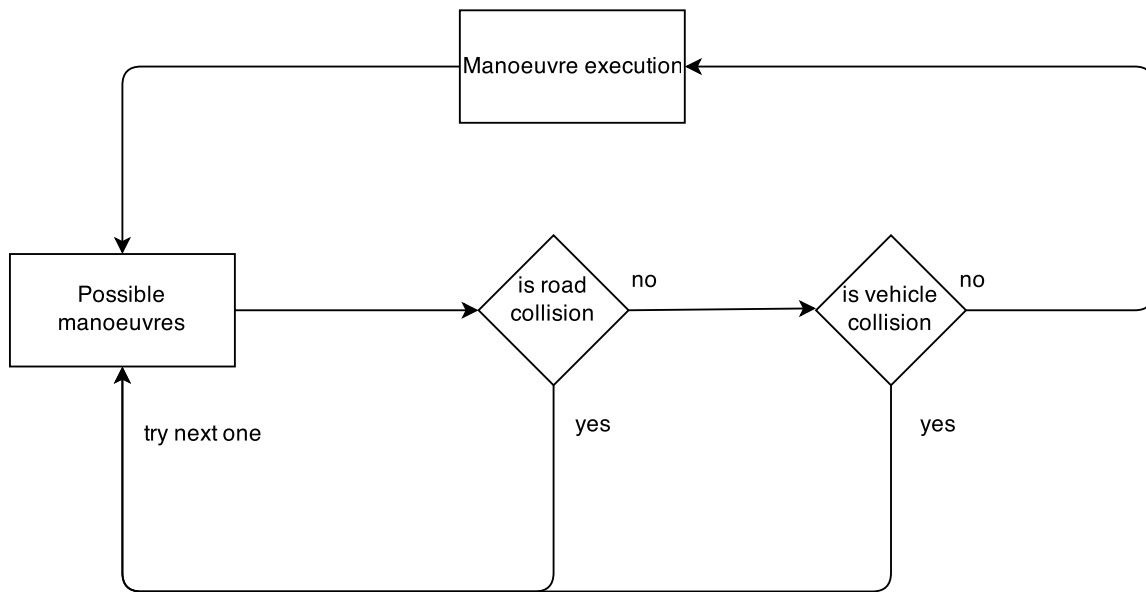 Manoeuvre execution
Possible
manoeuvres
is road
collision
no
is vehicle
collision
no
try next one
yes
yes